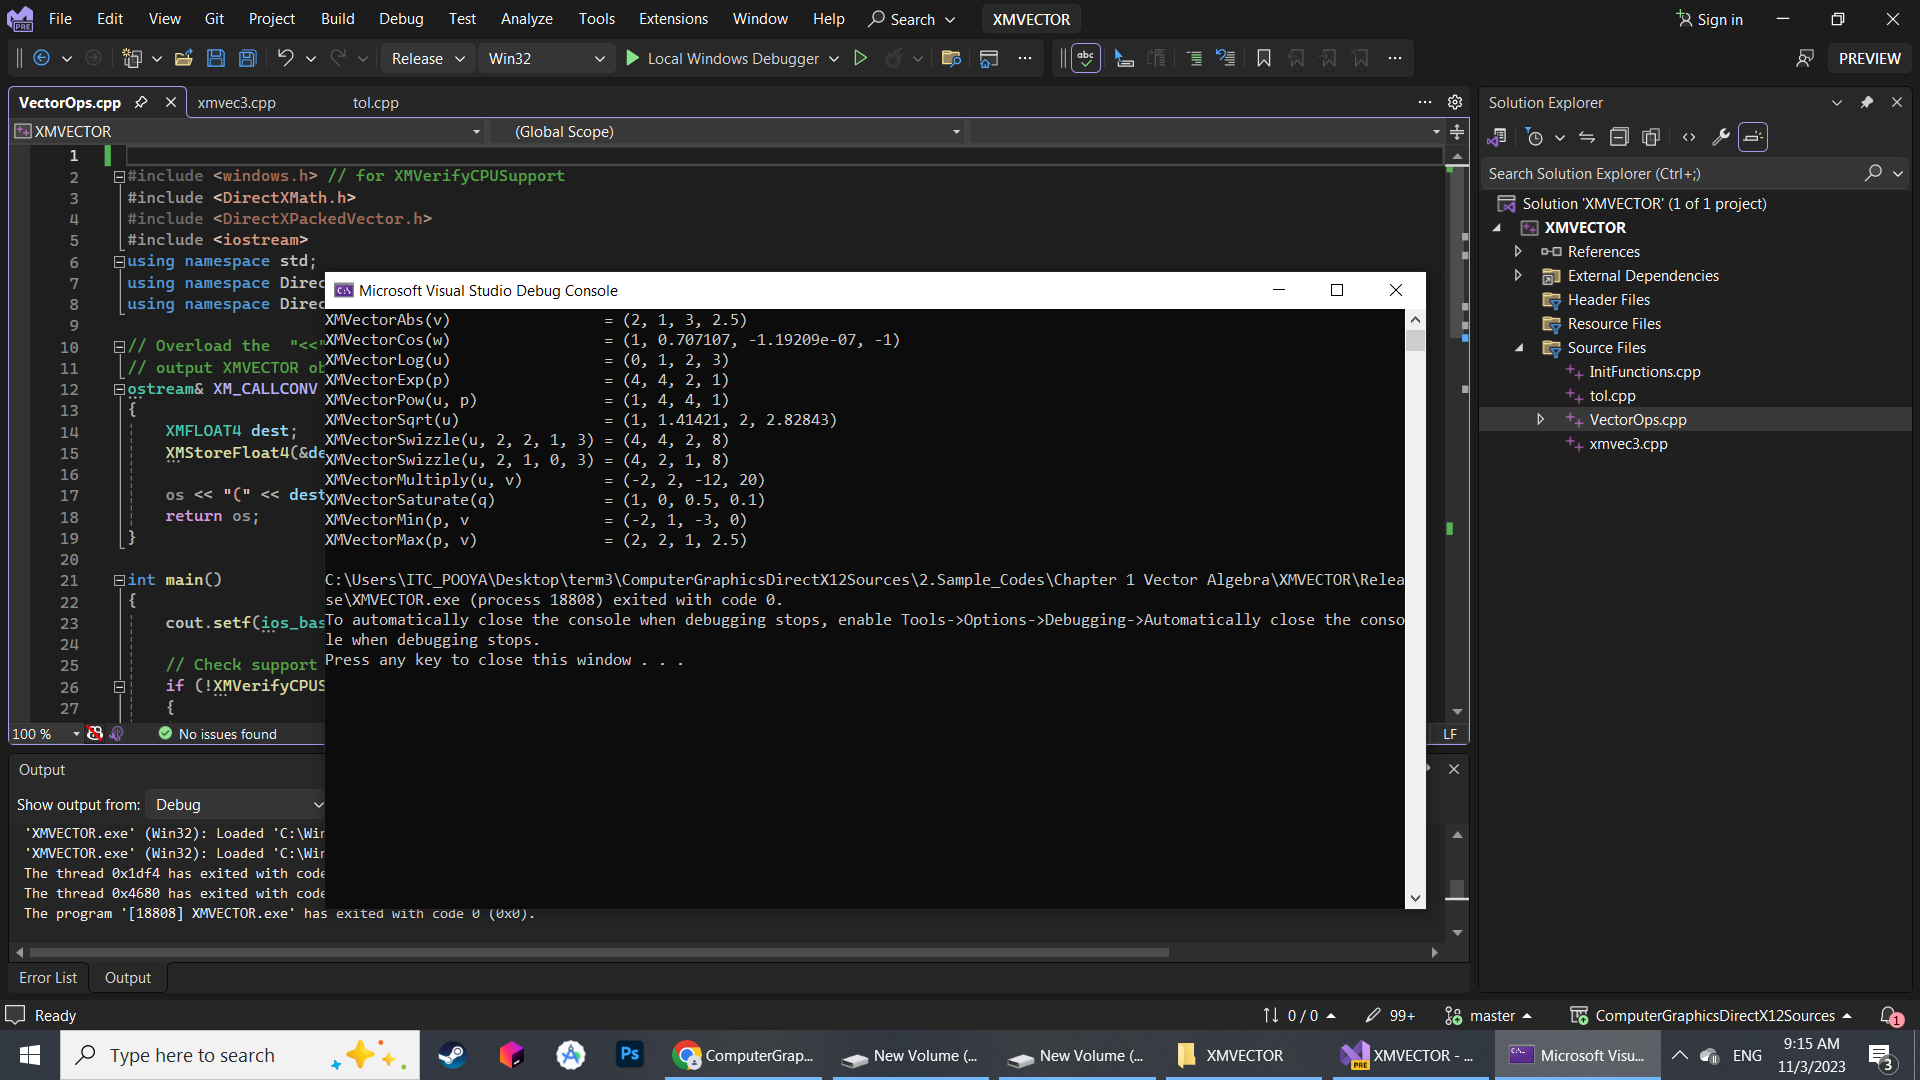 File Edit View Git Project Build Debug Test Analyze Tools Extensions Window Help Search XMVECTOR Sign in
Release Win32 Local Windows Debugger abc PREVIEW
VectorOps.cpp xmvec3.cpp tol.cpp
XMVECTOR (Global Scope)
1
2 #include <windows.h> // for XMVerifyCPUSupport
3 #include <DirectXMath.h>
4 #include <DirectXPackedVector.h>
5 #include <iostream>
6 using namespace std;
7 using namespace Direc
8 using namespace Direc
9
10 // Overload the "<<"
11 // output XMVECTOR ob
12 ostream& XM_CALLCONV
13 {
14 XMFLOAT4 dest;
15 XMStoreFloat4(&de
16
17 os << "(" << dest
18 return os;
19 }
20
21 int main()
22 {
23 cout.setf(ios_bas
24
25 // Check support
26 if (!XMVerifyCPUS
27 {
100 % No issues found LF
Microsoft Visual Studio Debug Console
XMVectorAbs(v) = (2, 1, 3, 2.5)
XMVectorCos(w) = (1, 0.707107, -1.19209e-07, -1)
XMVectorLog(u) = (0, 1, 2, 3)
XMVectorExp(p) = (4, 4, 2, 1)
XMVectorPow(u, p) = (1, 4, 4, 1)
XMVectorSqrt(u) = (1, 1.41421, 2, 2.82843)
XMVectorSwizzle(u, 2, 2, 1, 3) = (4, 4, 2, 8)
XMVectorSwizzle(u, 2, 1, 0, 3) = (4, 2, 1, 8)
XMVectorMultiply(u, v) = (-2, 2, -12, 20)
XMVectorSaturate(q) = (1, 0, 0.5, 0.1)
XMVectorMin(p, v = (-2, 1, -3, 0)
XMVectorMax(p, v) = (2, 2, 1, 2.5)
C:\Users\ITC_POOYA\Desktop\term3\ComputerGraphicsDirectX12Sources\2.Sample_Codes\Chapter 1 Vector Algebra\XMVECTOR\Relea
se\XMVECTOR.exe (process 18808) exited with code 0.
To automatically close the console when debugging stops, enable Tools->Options->Debugging->Automatically close the conso
le when debugging stops.
Press any key to close this window . . .
Output
Show output from: Debug
'XMVECTOR.exe' (Win32): Loaded 'C:\Win
'XMVECTOR.exe' (Win32): Loaded 'C:\Win
The thread 0x1df4 has exited with code
The thread 0x4680 has exited with code
The program '[18808] XMVECTOR.exe' has exited with code 0 (0x0).
Error List Output
Solution Explorer
Search Solution Explorer (Ctrl+;)
Solution 'XMVECTOR' (1 of 1 project)
XMVECTOR
References
External Dependencies
Header Files
Resource Files
Source Files
InitFunctions.cpp
tol.cpp
VectorOps.cpp
xmvec3.cpp
Ready 0 / 0 99+ master ComputerGraphicsDirectX12Sources 1
Type here to search Ps ComputerGrap... New Volume (... New Volume (... XMVECTOR PRE XMVECTOR - ... Microsoft Visu... ENG 9:15 AM 3
11/3/2023